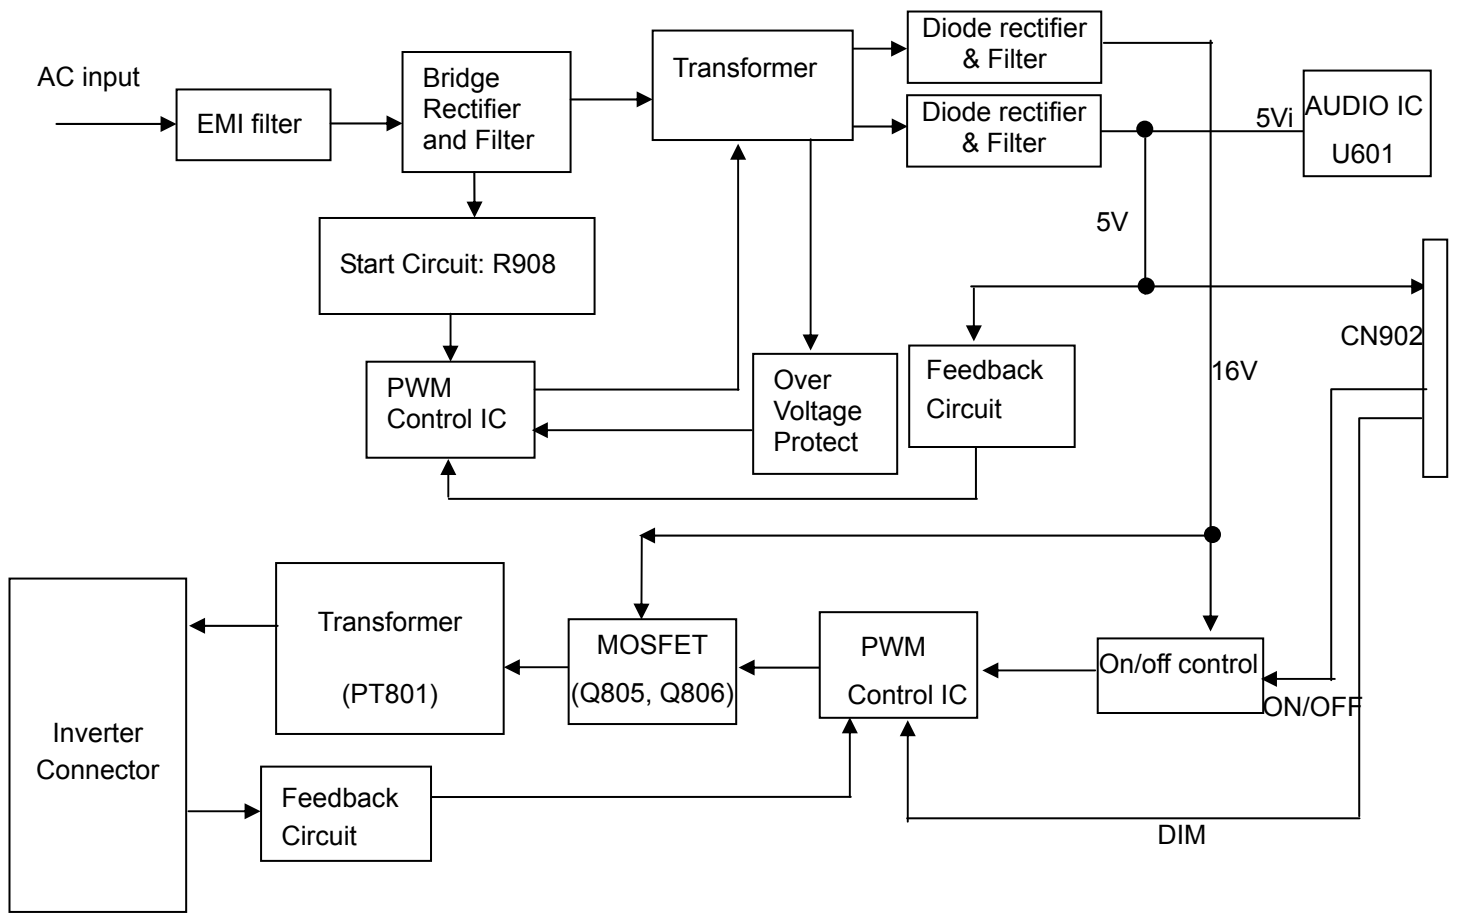 AC input
EMI filter
Bridge
Rectifier
and Filter
Transformer
Diode rectifier
& Filter
Diode rectifier
& Filter
5Vi
AUDIO IC
U601
Start Circuit: R908
5V
CN902
PWM
Control IC
Over
Voltage
Protect
Feedback
Circuit
16V
Inverter
Connector
Transformer
(PT801)
MOSFET
(Q805, Q806)
PWM
Control IC
On/off control
ON/OFF
Feedback
Circuit
DIM